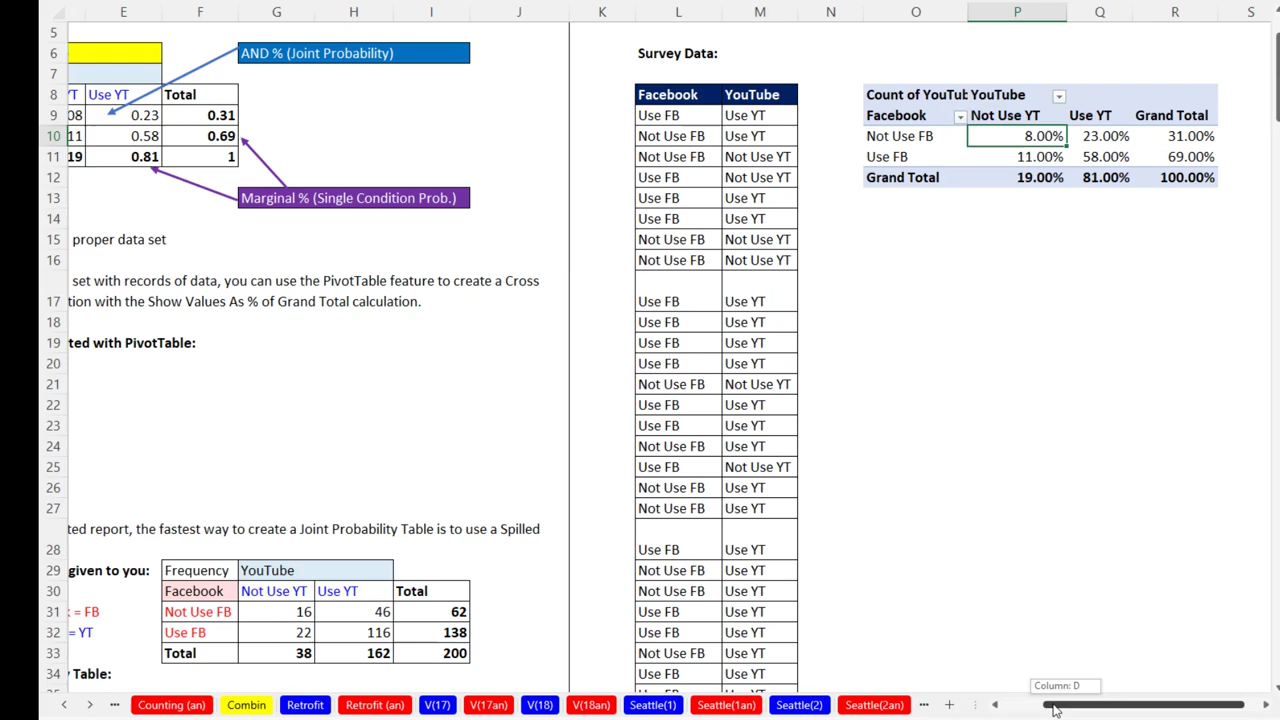 E F G H I J K L M N O P Q R S
5
6 AND % (Joint Probability) Survey Data:
7
8 YT Use YT Total Facebook YouTube Count of YouTul YouTube
9 08 0.23 0.31 Use FB Use YT Facebook Not Use YT Use YT Grand Total
10 11 0.58 0.69 Not Use FB Use YT Not Use FB 8.00% 23.00% 31.00%
11 19 0.81 1 Not Use FB Not Use YT Use FB 11.00% 58.00% 69.00%
12 Use FB Not Use YT Grand Total 19.00% 81.00% 100.00%
13 Marginal % (Single Condition Prob.) Use FB Use YT
14 Use FB Use YT
15 proper data set Not Use FB Not Use YT
16 Not Use FB Not Use YT
set with records of data, you can use the PivotTable feature to create a Cross
17 tion with the Show Values As % of Grand Total calculation. Use FB Use YT
18 Use FB Use YT
19 ted with PivotTable: Use FB Use YT
20 Use FB Use YT
21 Not Use FB Not Use YT
22 Use FB Use YT
23 Use FB Use YT
24 Not Use FB Use YT
25 Use FB Not Use YT
26 Not Use FB Use YT
27 Not Use FB Use YT
ted report, the fastest way to create a Joint Probability Table is to use a Spilled
28 Use FB Use YT
29 given to you: Frequency YouTube Not Use FB Use YT
30 Facebook Not Use YT Use YT Total Not Use FB Use YT
31 = FB Not Use FB 16 46 62 Use FB Use YT
32 = YT Use FB 22 116 138 Use FB Use YT
33 Total 38 162 200 Not Use FB Use YT
34 Table: Use FB Use YT
Column: D
... Counting (an) Combin Retrofit Retrofit (an) V(17) V(17an) V(18) V(18an) Seattle(1) Seattle(1an) Seattle(2) Seattle(2an) ...